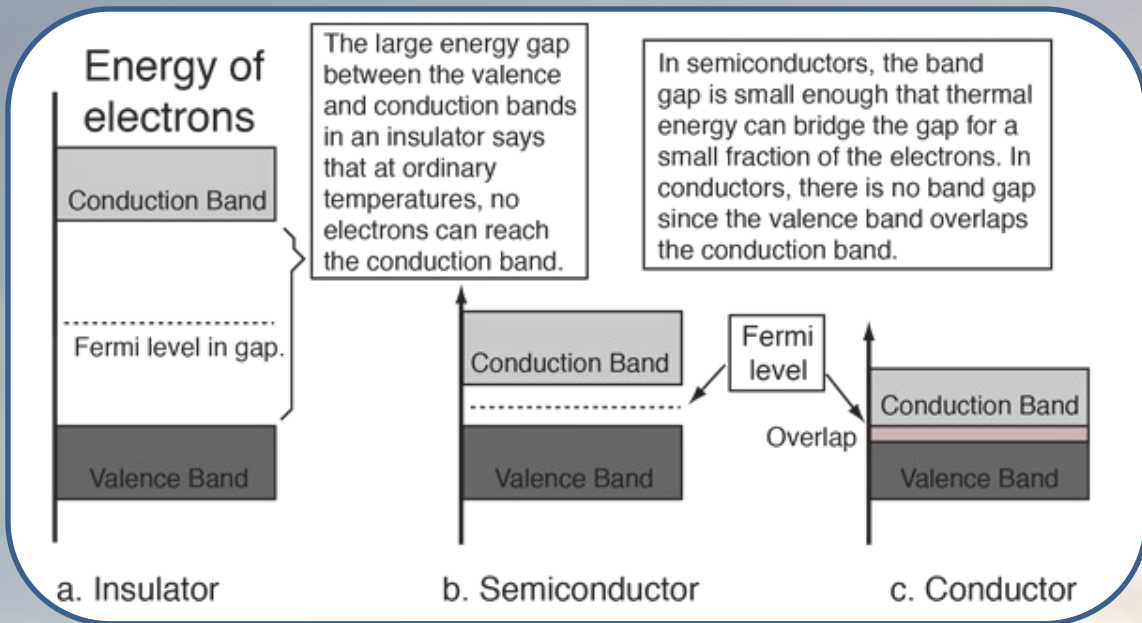 Energy of
electrons
Conduction Band
Fermi level in gap.
Valence Band
a. Insulator
The large energy gap
between the valence
and conduction bands
in an insulator says
that at ordinary
temperatures, no
electrons can reach
the conduction band.
In semiconductors, the band
gap is small enough that thermal
energy can bridge the gap for a
small fraction of the electrons. In
conductors, there is no band gap
since the valence band overlaps
the conduction band.
Conduction Band
Valence Band
b. Semiconductor
Fermi
level
Conduction Band
Overlap
Valence Band
c. Conductor